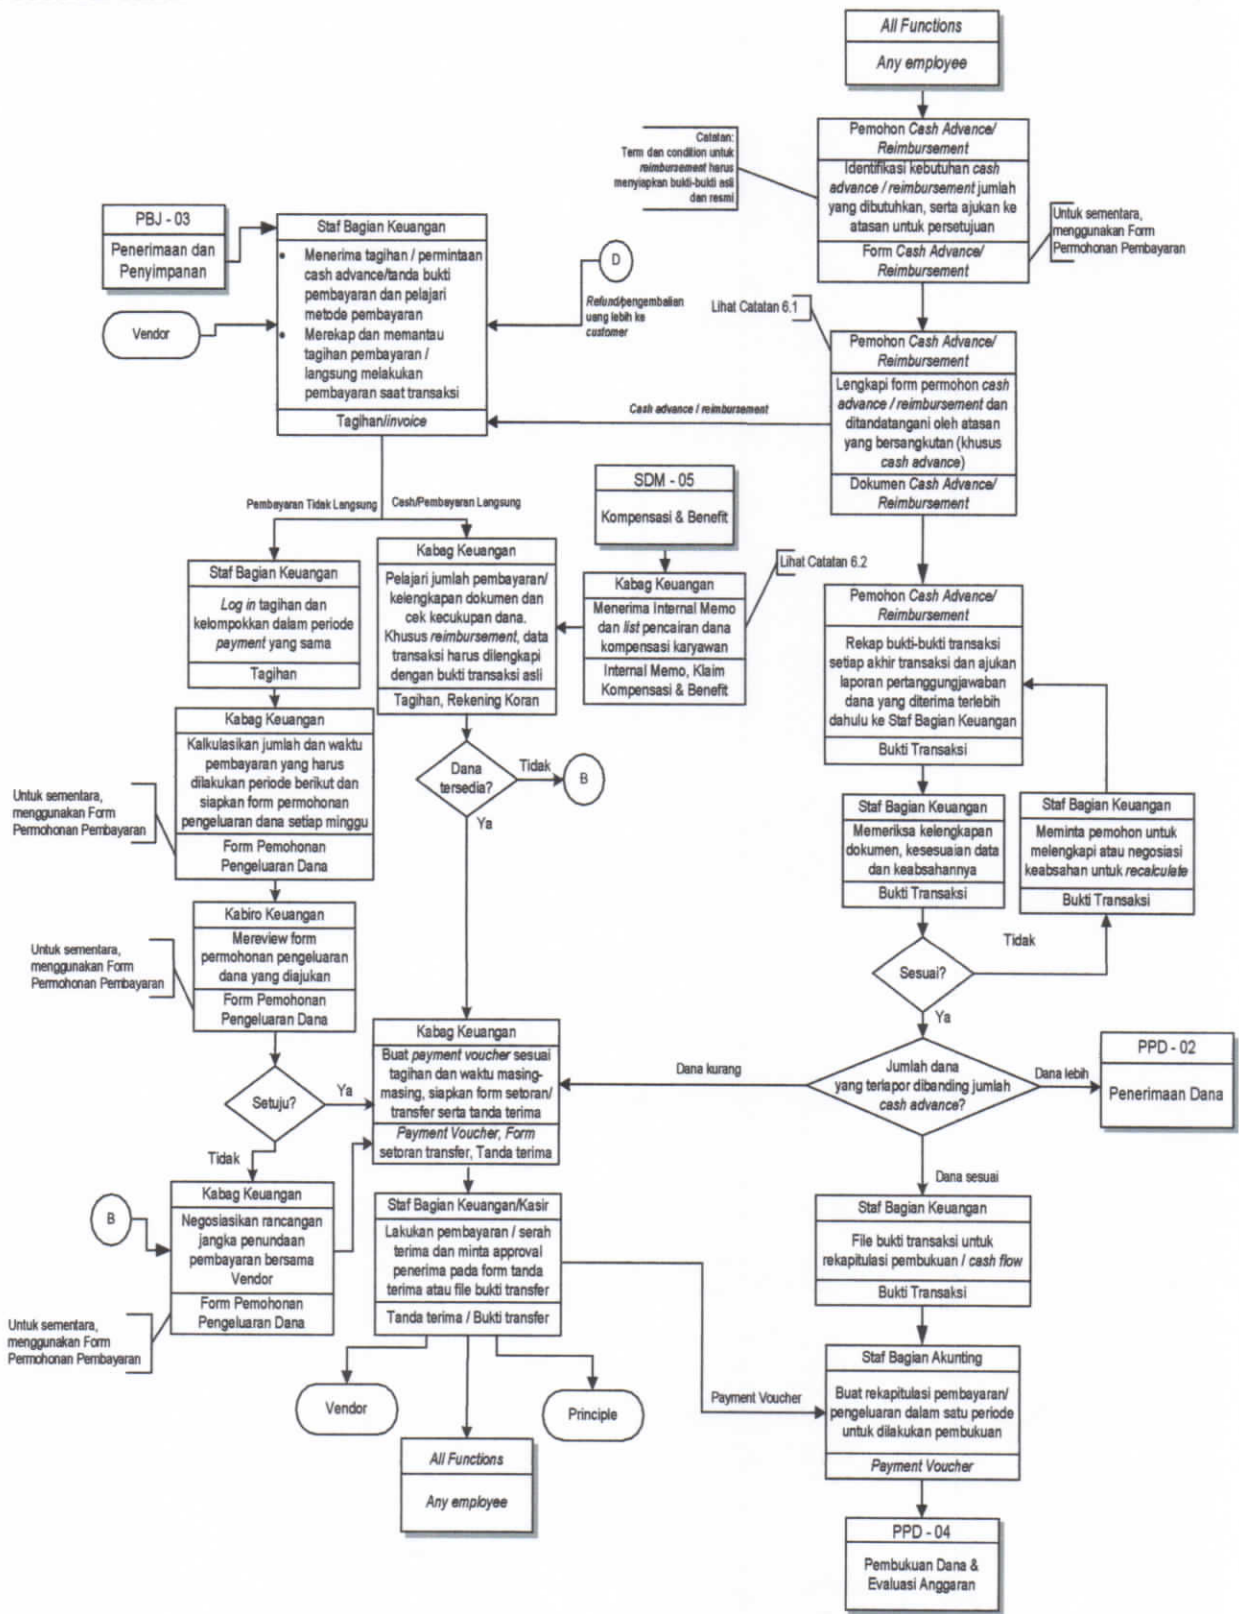 All Functions
Any employee
Pemohon Cash Advance/
Reimbursement
Identifikasi kebutuhan cash
advance / reimbursement jumlah
yang dibutuhkan, serta ajukan ke
atasan untuk persetujuan
Form Cash Advance/
Reimbursement
Catatan:
Term dan condition untuk
reimbursement harus
menyiapkan bukti-bukti asli
dan resmi
Untuk sementara,
menggunakan Form
Permohonan Pembayaran
PBJ - 03
Penerimaan dan
Penyimpanan
Vendor
Staf Bagian Keuangan
• Menerima tagihan / permintaan
cash advance/tanda bukti
pembayaran dan pelajari
metode pembayaran
• Merekap dan memantau
tagihan pembayaran /
langsung melakukan
pembayaran saat transaksi
Tagihan/invoice
D
Refund/pengembalian
uang lebih ke
customer
Lihat Catatan 6.1
Pemohon Cash Advance/
Reimbursement
Lengkapi form permohon cash
advance / reimbursement dan
ditandatangani oleh atasan
yang bersangkutan (khusus
cash advance)
Dokumen Cash Advance/
Reimbursement
Cash advance / reimbursement
Pembayaran Tidak Langsung
Cash/Pembayaran Langsung
SDM - 05
Kompensasi & Benefit
Staf Bagian Keuangan
Log in tagihan dan
kelompokkan dalam periode
payment yang sama
Tagihan
Kabag Keuangan
Pelajari jumlah pembayaran/
kelengkapan dokumen dan
cek kecukupan dana.
Khusus reimbursement, data
transaksi harus dilengkapi
dengan bukti transaksi asli
Tagihan, Rekening Koran
Kabag Keuangan
Menerima Internal Memo
dan list pencairan dana
kompensasi karyawan
Internal Memo, Klaim
Kompensasi & Benefit
Lihat Catatan 6.2
Pemohon Cash Advance/
Reimbursement
Rekap bukti-bukti transaksi
setiap akhir transaksi dan ajukan
laporan pertanggungjawaban
dana yang diterima terlebih
dahulu ke Staf Bagian Keuangan
Bukti Transaksi
Kabag Keuangan
Kalkulasikan jumlah dan waktu
pembayaran yang harus
dilakukan periode berikut dan
siapkan form permohonan
pengeluaran dana setiap minggu
Form Pemohonan
Pengeluaran Dana
Untuk sementara,
menggunakan Form
Permohonan Pembayaran
Dana
tersedia?
Tidak
B
Ya
Staf Bagian Keuangan
Memeriksa kelengkapan
dokumen, kesesuaian data
dan keabsahannya
Bukti Transaksi
Staf Bagian Keuangan
Meminta pemohon untuk
melengkapi atau negosiasi
keabsahan untuk recalculate
Bukti Transaksi
Kabiro Keuangan
Mereview form
permohonan pengeluaran
dana yang diajukan
Form Pemohonan
Pengeluaran Dana
Untuk sementara,
menggunakan Form
Permohonan Pembayaran
Sesuai?
Tidak
Ya
Setuju?
Ya
Tidak
Kabag Keuangan
Buat payment voucher sesuai
tagihan dan waktu masing-
masing, siapkan form setoran/
transfer serta tanda terima
Payment Voucher, Form
setoran transfer, Tanda terima
Dana kurang
Jumlah dana
yang terlapor dibanding jumlah
cash advance?
Dana lebih
PPD - 02
Penerimaan Dana
Dana sesuai
B
Kabag Keuangan
Negosiasikan rancangan
jangka penundaan
pembayaran bersama
Vendor
Form Pemohonan
Pengeluaran Dana
Untuk sementara,
menggunakan Form
Permohonan Pembayaran
Staf Bagian Keuangan/Kasir
Lakukan pembayaran / serah
terima dan minta approval
penerima pada form tanda
terima atau file bukti transfer
Tanda terima / Bukti transfer
Staf Bagian Keuangan
File bukti transaksi untuk
rekapitulasi pembukuan / cash flow
Bukti Transaksi
Vendor
Principle
Payment Voucher
Staf Bagian Akunting
Buat rekapitulasi pembayaran/
pengeluaran dalam satu periode
untuk dilakukan pembukuan
Payment Voucher
All Functions
Any employee
PPD - 04
Pembukuan Dana &
Evaluasi Anggaran